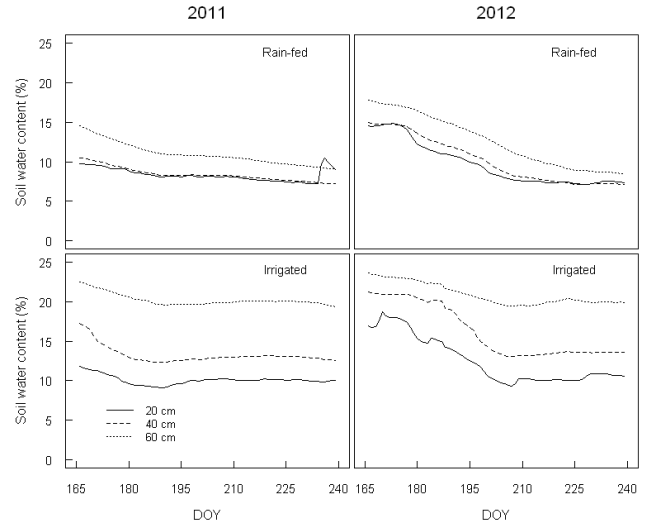 2011 2012
Rain-fed Rain-fed
25
20
15
10
5
0
Soil water content (%)
Irrigated Irrigated
25
20
15
10
5
0
Soil water content (%)
20 cm
40 cm
60 cm
165 180 195 210 225 240 165 180 195 210 225 240
DOY DOY